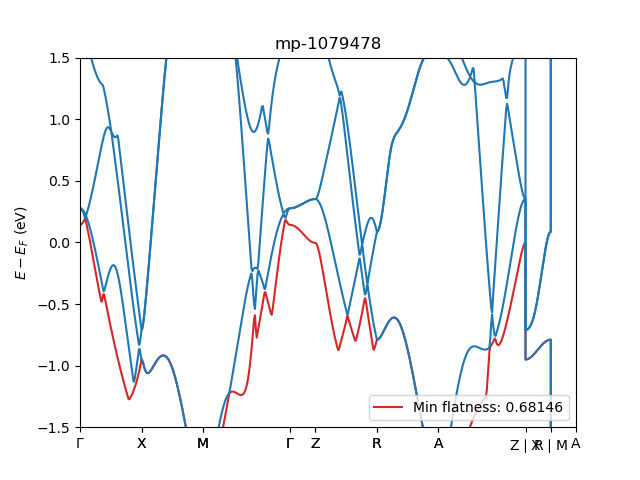 mp-1079478
E − E_F (eV)
1.5
1.0
0.5
0.0
−0.5
−1.0
−1.5
Min flatness: 0.68146
Γ X M Γ Z R A Z | X R | M A